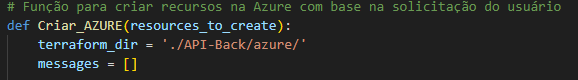 # Função para criar recursos na Azure com base na solicitação do usuário
def Criar_AZURE(resources_to_create):
    terraform_dir = './API-Back/azure/'
    messages = []